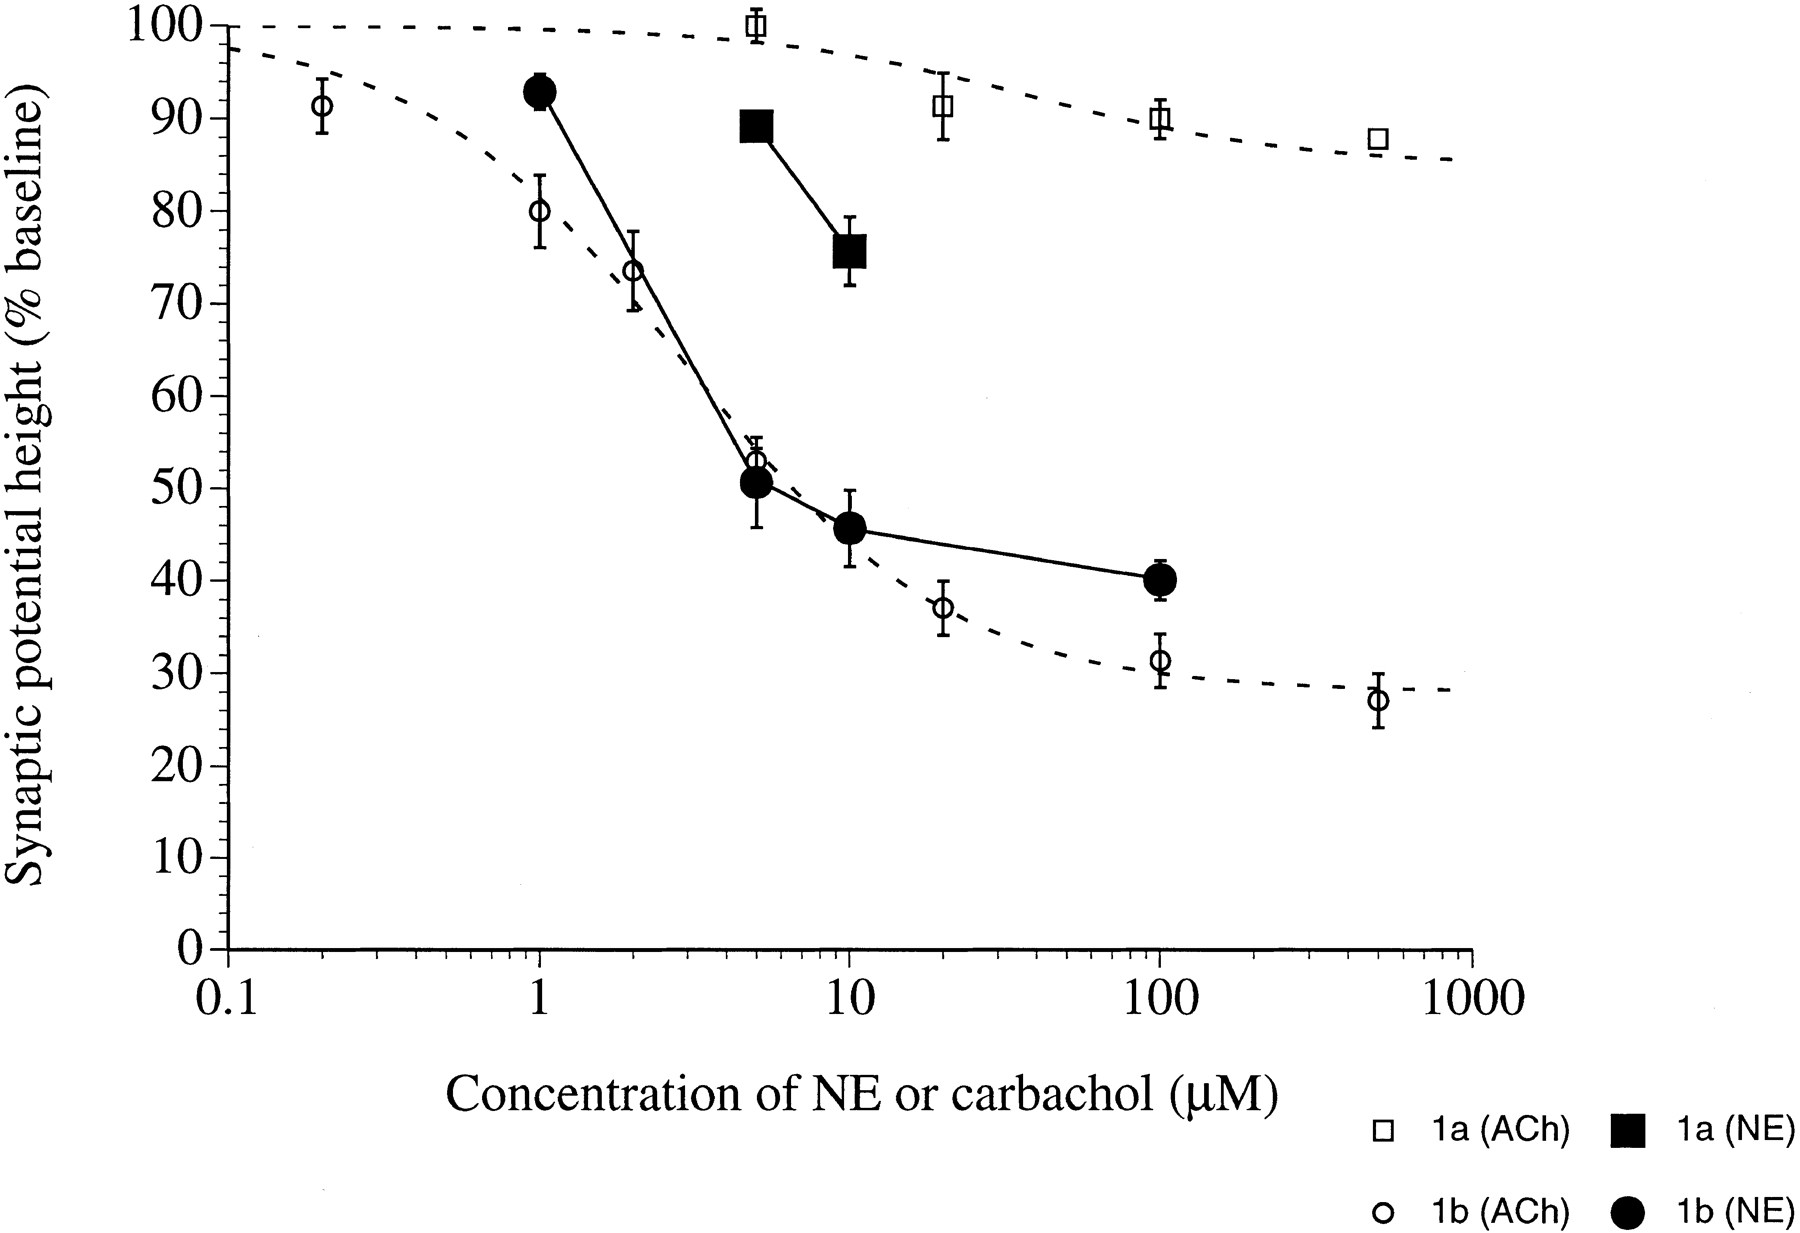 Synaptic potential height (% baseline)
100
90
80
70
60
50
40
30
20
10
0
0.1 1 10 100 1000
Concentration of NE or carbachol (μM)
1a (ACh) 1a (NE)
1b (ACh) 1b (NE)